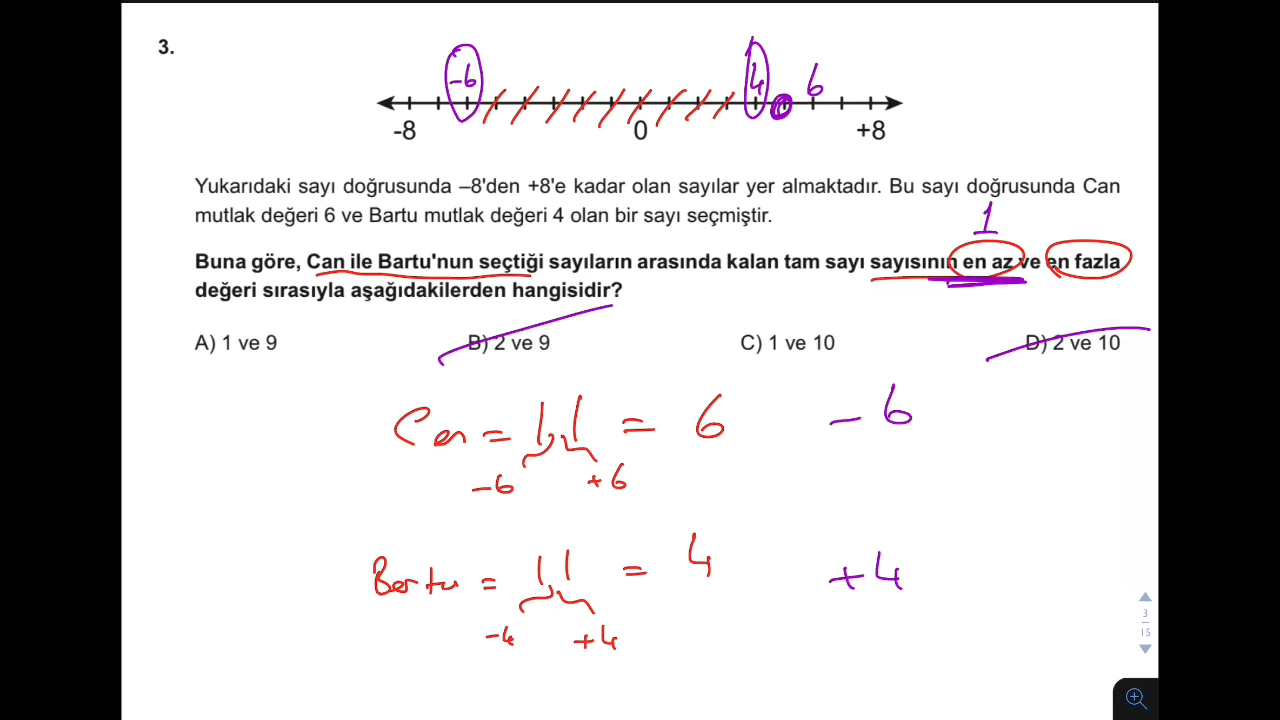 3.
-6 4 6
-8 0 +8
Yukarıdaki sayı doğrusunda –8'den +8'e kadar olan sayılar yer almaktadır. Bu sayı doğrusunda Can
mutlak değeri 6 ve Bartu mutlak değeri 4 olan bir sayı seçmiştir.
1
Buna göre, Can ile Bartu'nun seçtiği sayıların arasında kalan tam sayı sayısının en az ve en fazla
değeri sırasıyla aşağıdakilerden hangisidir?
A) 1 ve 9 B) 2 ve 9 C) 1 ve 10 D) 2 ve 10
Can = | | = 6 - 6
-6 +6
Bartu = | | = 4 +4
-4 +4
3
15